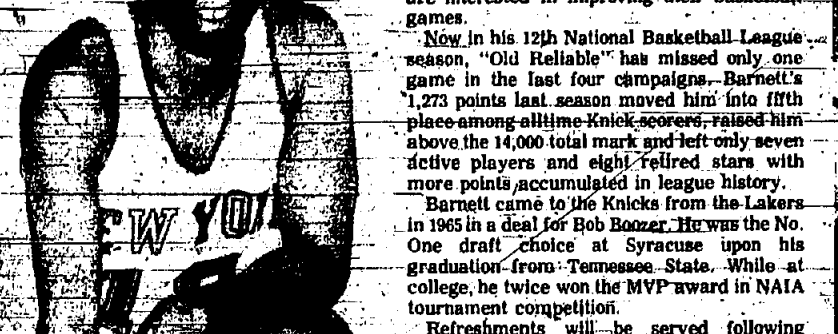 EW YO
are interested in improving their basketball
games.
Now in his 12th National Basketball League
season, "Old Reliable" has missed only one
game in the last four campaigns. Barnett's
1,273 points last season moved him into fifth
place among alltime Knick scorers, raised him
above the 14,000 total mark and left only seven
active players and eight retired stars with
more points accumulated in league history.
Barnett came to the Knicks from the Lakers
in 1965 in a deal for Bob Boozer. He was the No.
One draft choice at Syracuse upon his
graduation from Tennessee State. While at
college, he twice won the MVP award in NAIA
tournament competition.
Refreshments will be served following